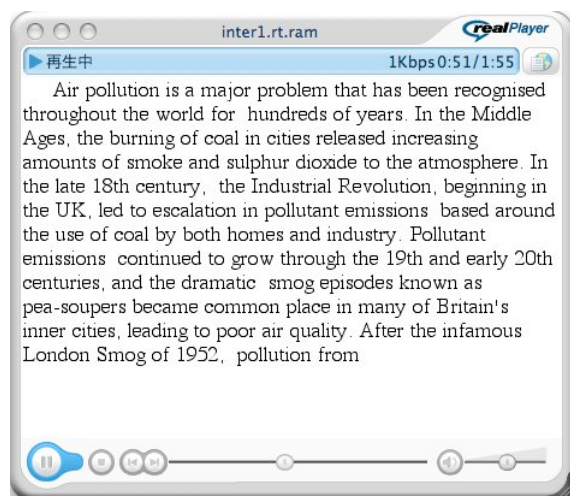 inter1.rt.ram
realPlayer
再生中 1Kbps 0:51/1:55
Air pollution is a major problem that has been recognised
throughout the world for hundreds of years. In the Middle
Ages, the burning of coal in cities released increasing
amounts of smoke and sulphur dioxide to the atmosphere. In
the late 18th century, the Industrial Revolution, beginning in
the UK, led to escalation in pollutant emissions based around
the use of coal by both homes and industry. Pollutant
emissions continued to grow through the 19th and early 20th
centuries, and the dramatic smog episodes known as
pea-soupers became common place in many of Britain's
inner cities, leading to poor air quality. After the infamous
London Smog of 1952, pollution from